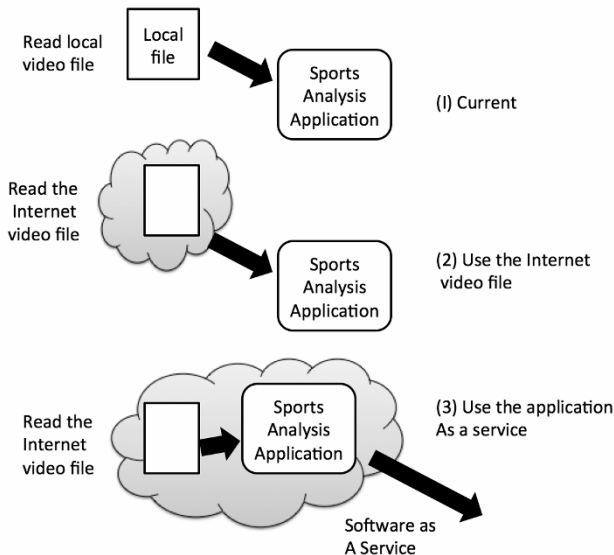 Read local
video file
Local
file
Sports
Analysis
Application
(I) Current
Read the
Internet
video file
Sports
Analysis
Application
(2) Use the Internet
video file
Read the
Internet
video file
Sports
Analysis
Application
(3) Use the application
As a service
Software as
A Service